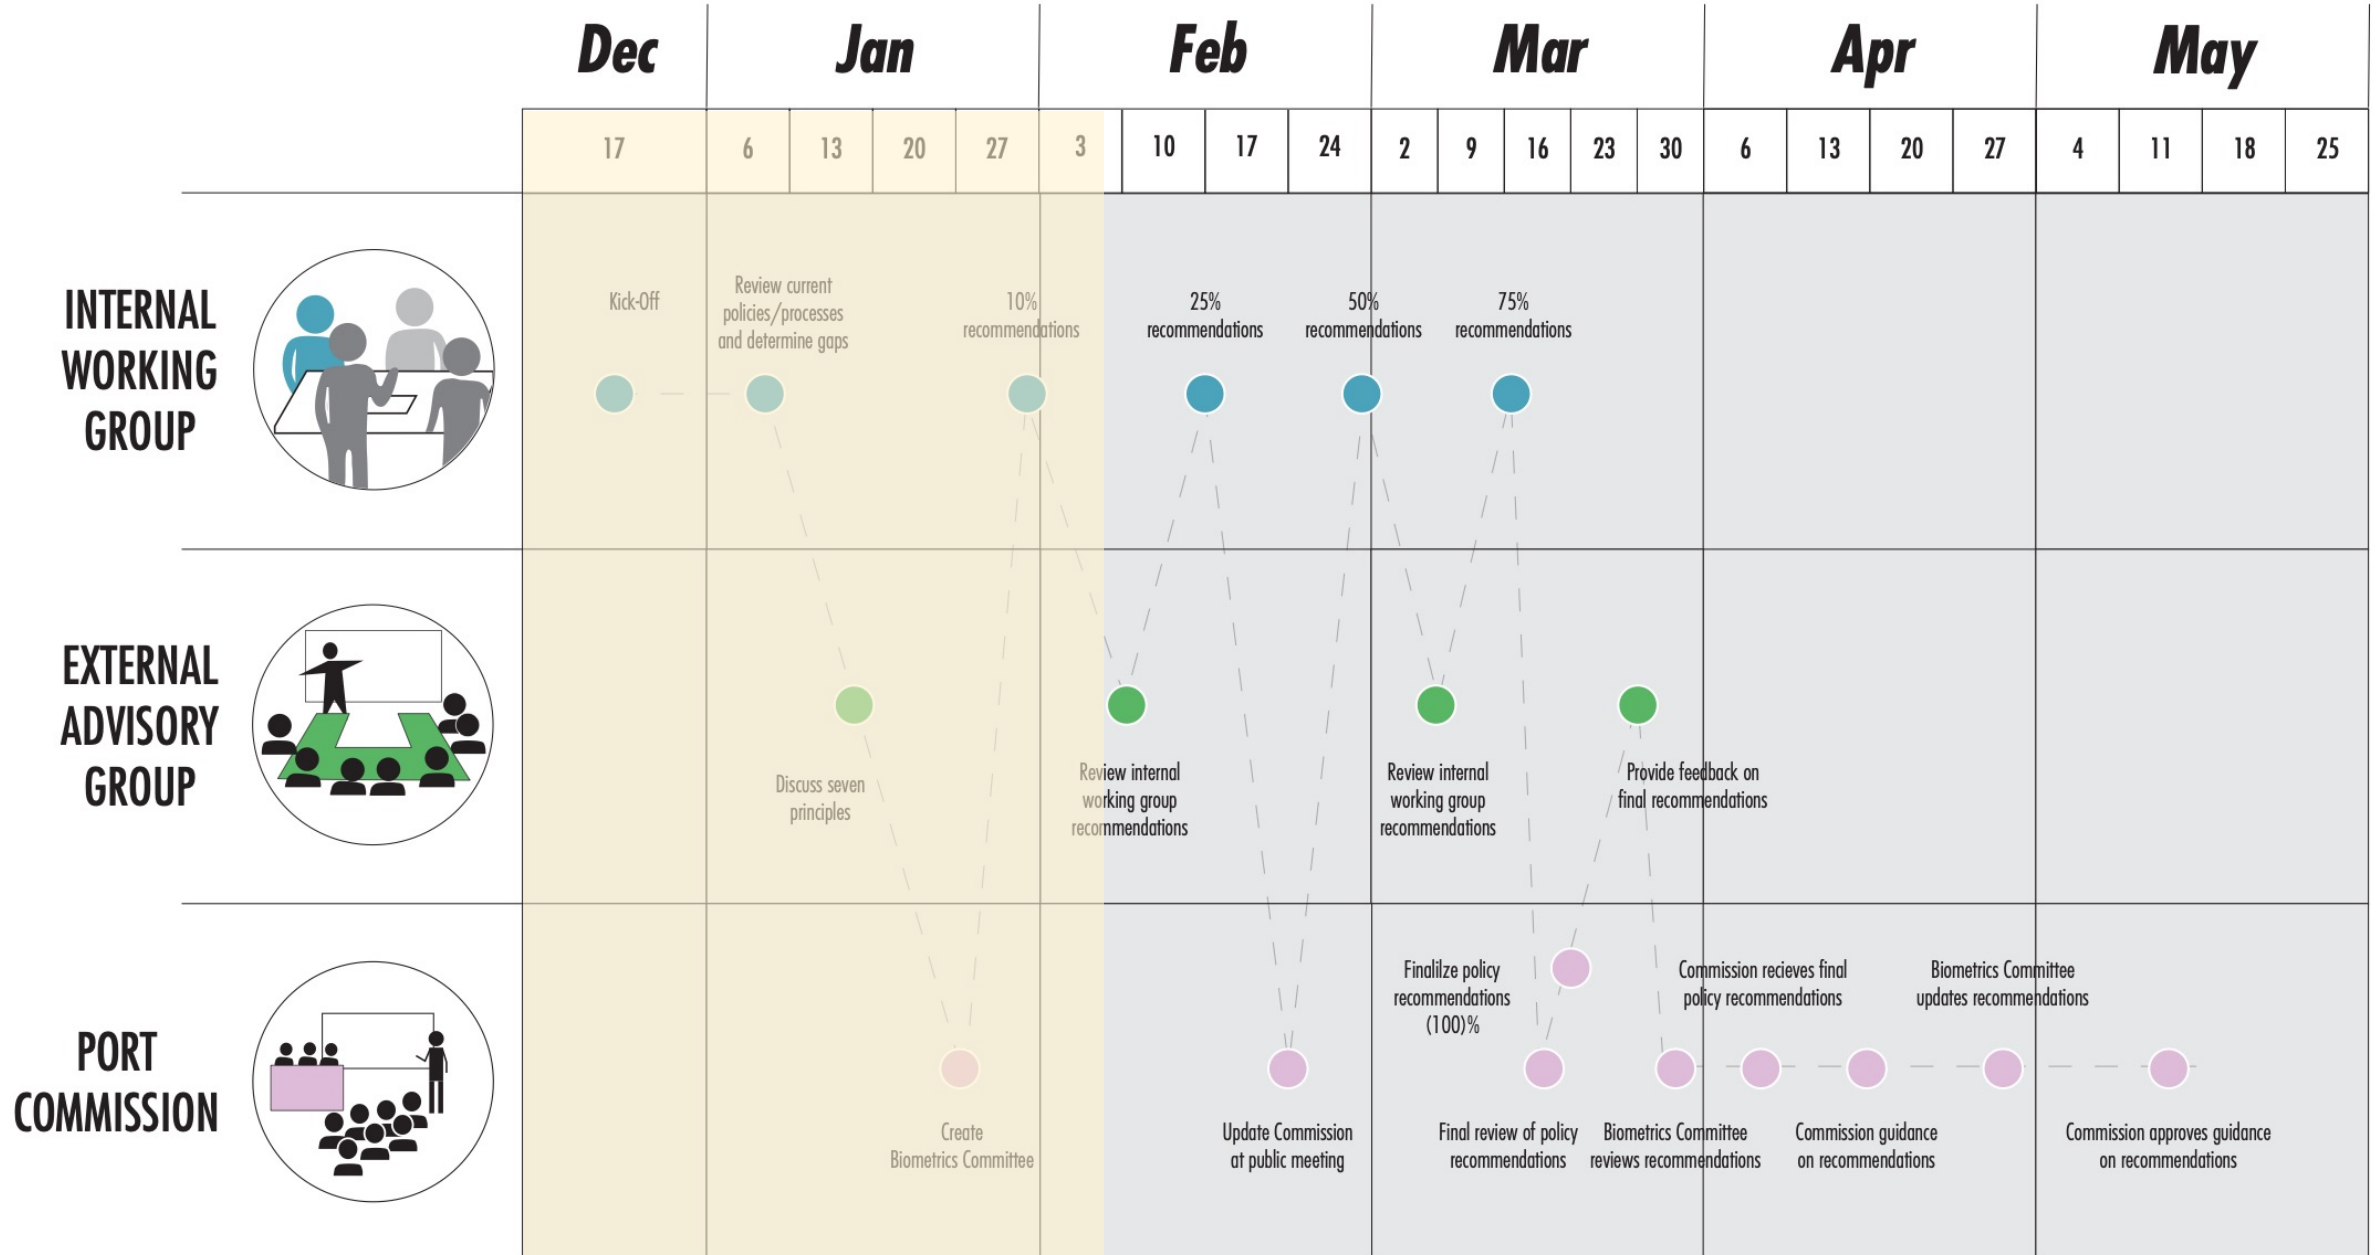 Dec
Jan
Feb
Mar
Apr
May
17
6
13
20
27
3
10
17
24
2
9
16
23
30
6
13
20
27
4
11
18
25
INTERNAL
WORKING
GROUP
Kick-Off
Review current
policies/processes
and determine gaps
10%
recommendations
25%
recommendations
50%
recommendations
75%
recommendations
EXTERNAL
ADVISORY
GROUP
Discuss seven
principles
Review internal
working group
recommendations
Review internal
working group
recommendations
Provide feedback on
final recommendations
PORT
COMMISSION
Finalilze policy
recommendations
(100)%
Commission recieves final
policy recommendations
Biometrics Committee
updates recommendations
Create
Biometrics Committee
Update Commission
at public meeting
Final review of policy
recommendations
Biometrics Committee
reviews recommendations
Commission guidance
on recommendations
Commission approves guidance
on recommendations